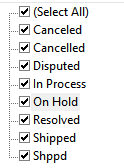 (Select All)
Canceled
Cancelled
Disputed
In Process
On Hold
Resolved
Shipped
Shppd